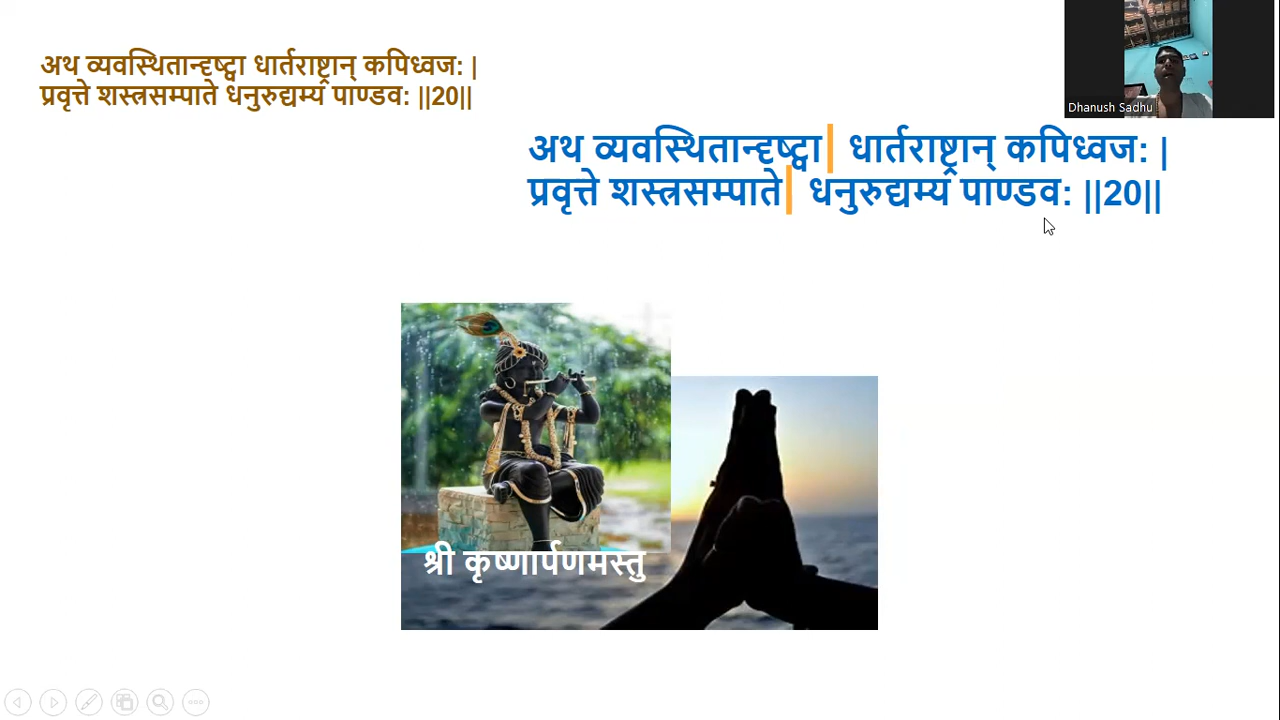 अथ व्यवस्थितान्दृष्ट्वा धार्तराष्ट्रान् कपिध्वज: |
प्रवृत्ते शस्त्रसम्पाते धनुरुद्यम्य पाण्डव: ||20||
Dhanush Sadhu
अथ व्यवस्थितान्दृष्ट्वा| धार्तराष्ट्रान् कपिध्वज: |
प्रवृत्ते शस्त्रसम्पाते| धनुरुद्यम्य पाण्डव: ||20||
श्री कृष्णार्पणमस्तु